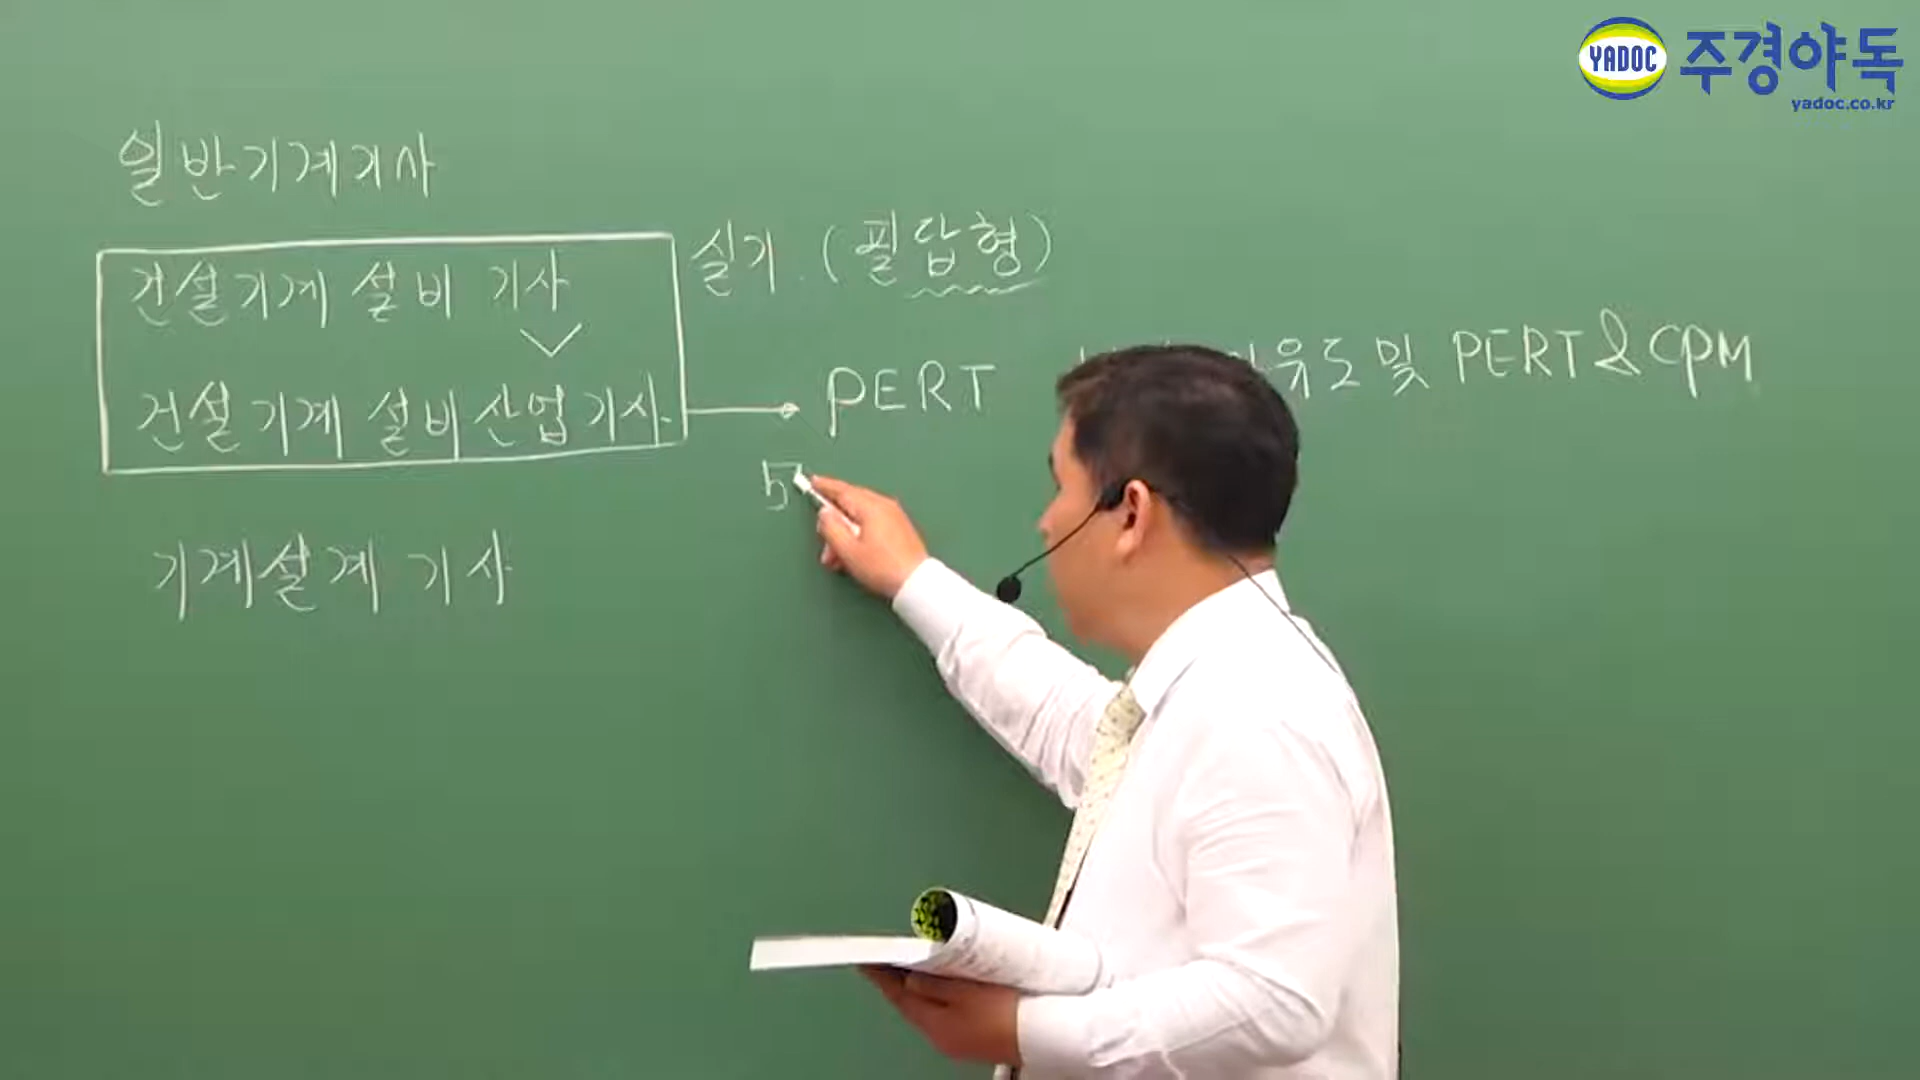 YADOC 주경야독
yadoc.co.kr
일반기계기사
건설기계 설비 기사
실기. (필답형)
건설기계 설비산업기사
PERT
유도 및 PERT & CPM
5
기계설계 기사